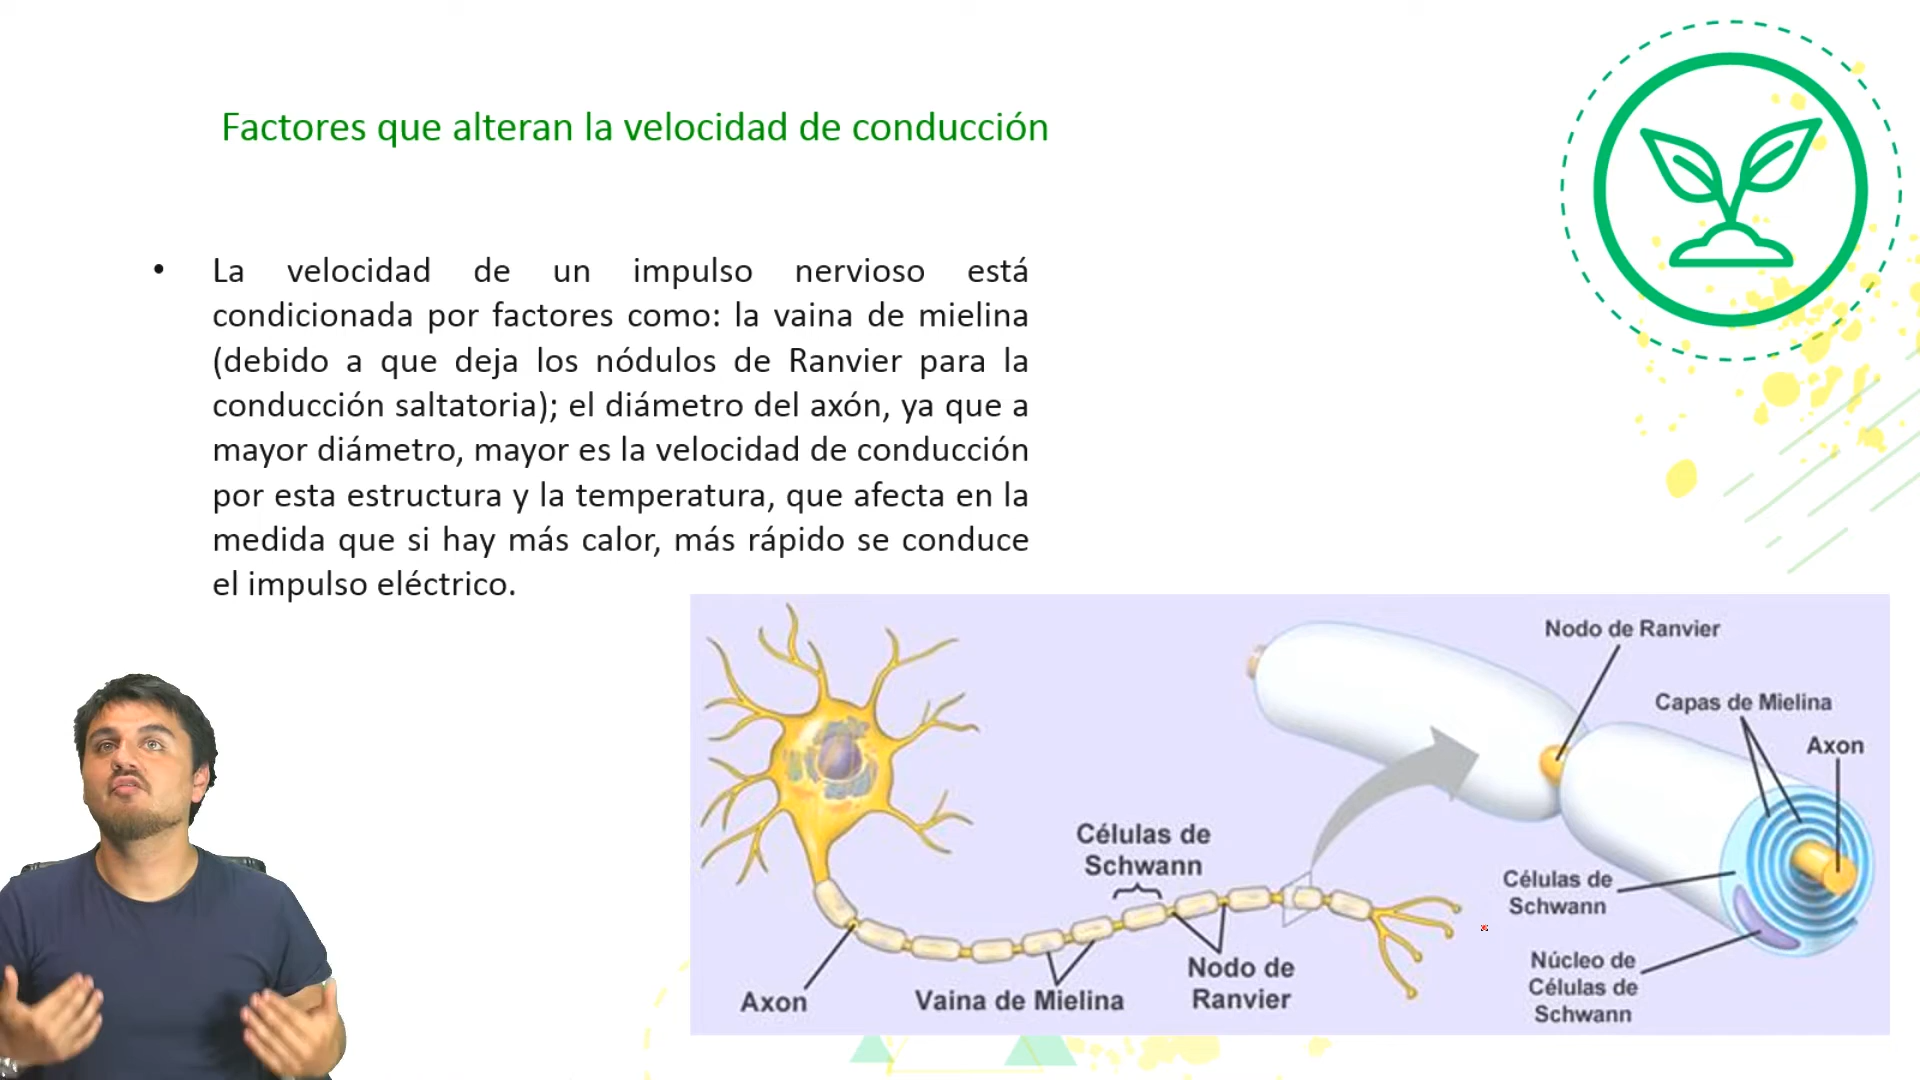 Factores que alteran la velocidad de conducción
• La velocidad de un impulso nervioso está
condicionada por factores como: la vaina de mielina
(debido a que deja los nódulos de Ranvier para la
conducción saltatoria); el diámetro del axón, ya que a
mayor diámetro, mayor es la velocidad de conducción
por esta estructura y la temperatura, que afecta en la
medida que si hay más calor, más rápido se conduce
el impulso eléctrico.
Nodo de Ranvier
Capas de Mielina
Axon
Células de
Schwann
Células de
Schwann
Núcleo de
Células de
Schwann
Nodo de
Ranvier
Vaina de Mielina
Axon